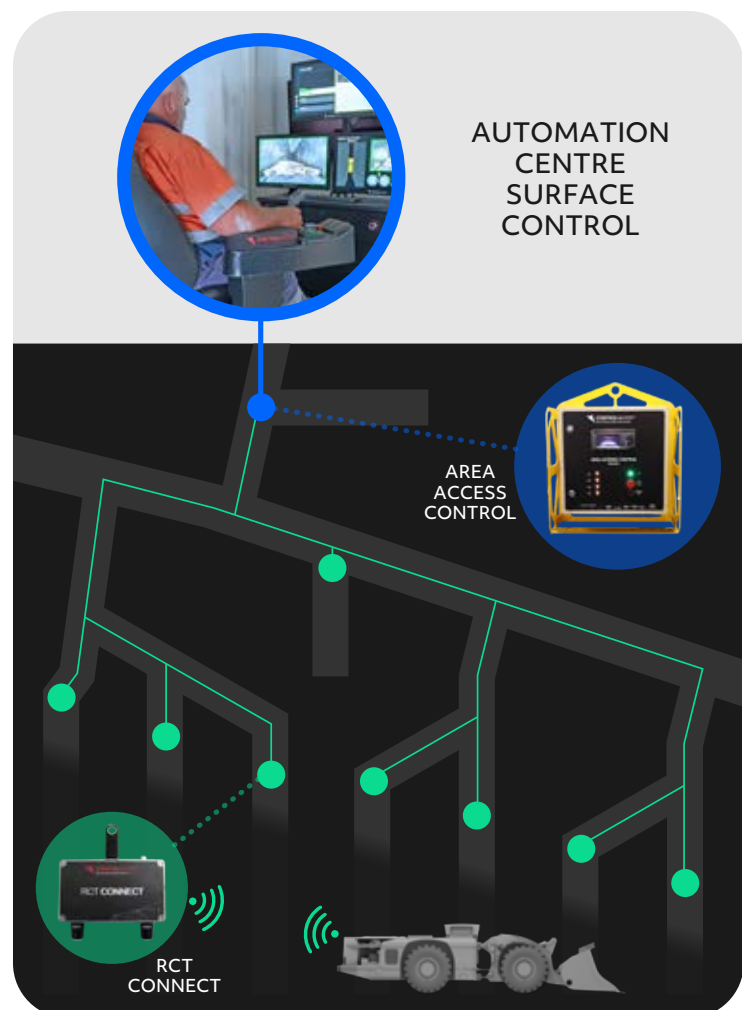 AUTOMATION
CENTRE
SURFACE
CONTROL
AREA
ACCESS
CONTROL
RCT CONNECT
RCT
CONNECT